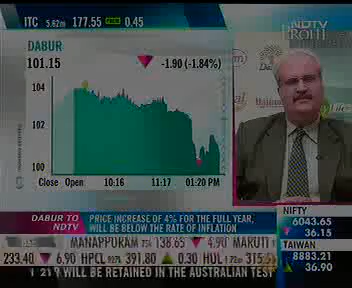 ITC 5.62m 177.55 0.45
NDTV
PROFIT
DABUR
101.15 -1.90 (-1.84%)
104
102
100
Close Open 10:16 11:17 01:20 PM
DABUR TO NDTV
PRICE INCREASE OF 4% FOR THE FULL YEAR,
WILL BE BELOW THE RATE OF INFLATION
NIFTY
6043.65
36.15
TAIWAN
8883.21
36.90
MANAPPURAM 138.65 4.90 MARUTI
233.40 6.90 HPCL 391.80 0.30 HUL 375.5
WILL BE RETAINED IN THE AUSTRALIAN TEST